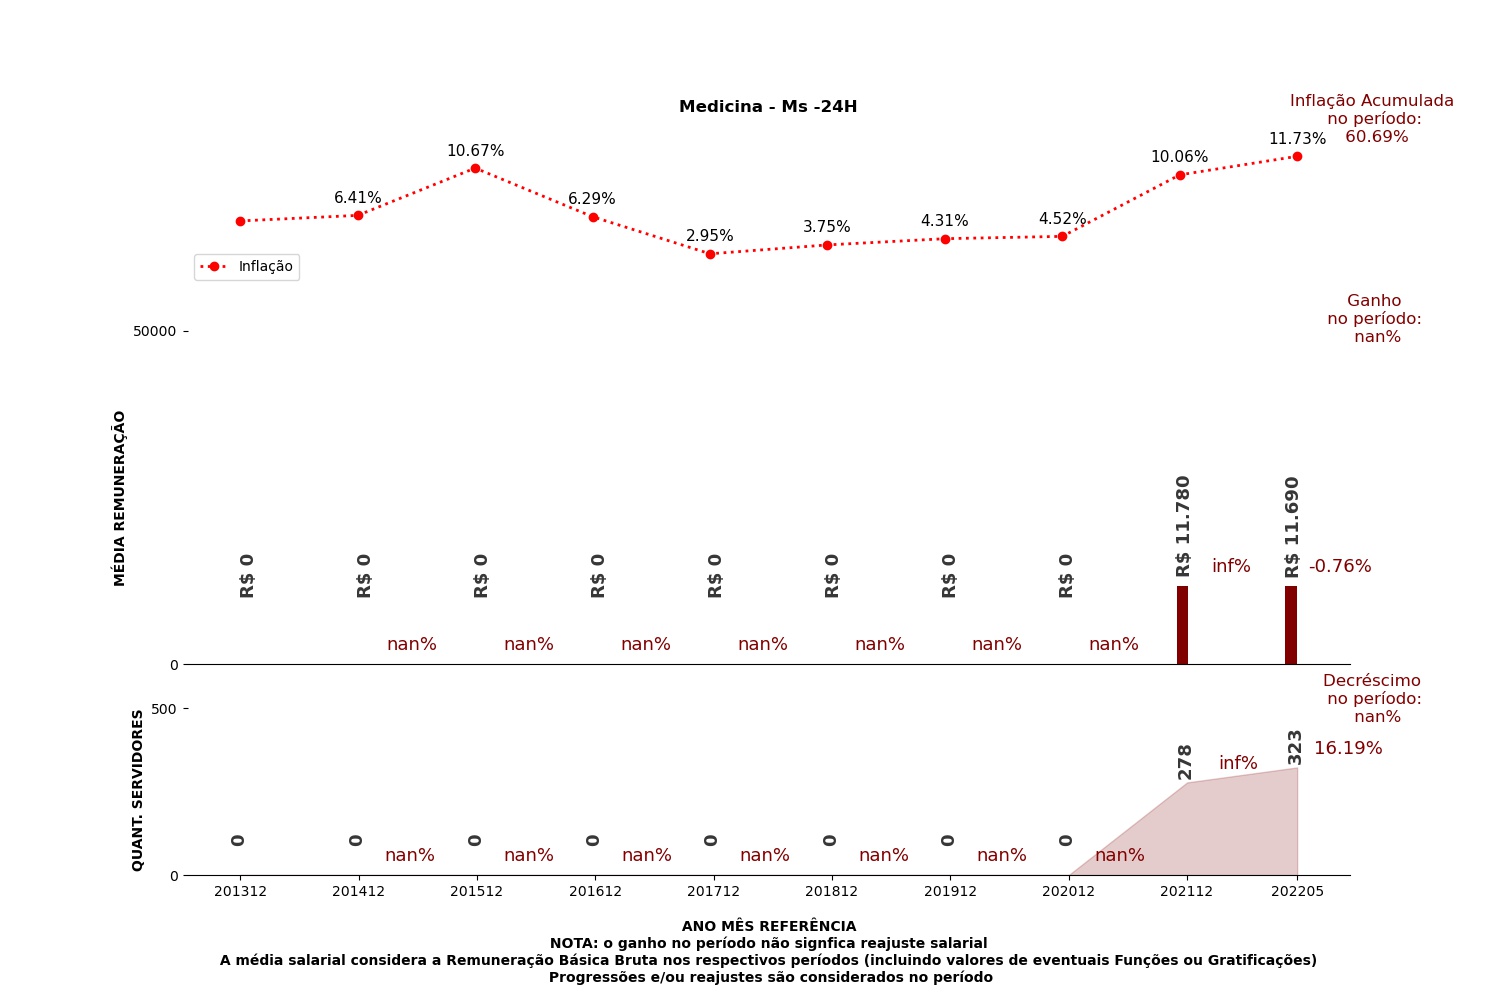 Medicina - Ms -24H
Inflação Acumulada
no período:
60.69%
6.41%
10.67%
6.29%
2.95%
3.75%
4.31%
4.52%
10.06%
11.73%
Inflação
Ganho
no período:
nan%
50000
0
MÉDIA REMUNERAÇÃO
R$ 0
R$ 0
R$ 0
R$ 0
R$ 0
R$ 0
R$ 0
R$ 0
R$ 11.780
R$ 11.690
nan%
nan%
nan%
nan%
nan%
nan%
nan%
inf%
-0.76%
Decréscimo
no período:
nan%
500
0
QUANT. SERVIDORES
0
0
0
0
0
0
0
0
278
323
nan%
nan%
nan%
nan%
nan%
nan%
nan%
inf%
16.19%
201312
201412
201512
201612
201712
201812
201912
202012
202112
202205
ANO MÊS REFERÊNCIA
NOTA: o ganho no período não signfica reajuste salarial
A média salarial considera a Remuneração Básica Bruta nos respectivos períodos (incluindo valores de eventuais Funções ou Gratificações)
Progressões e/ou reajustes são considerados no período